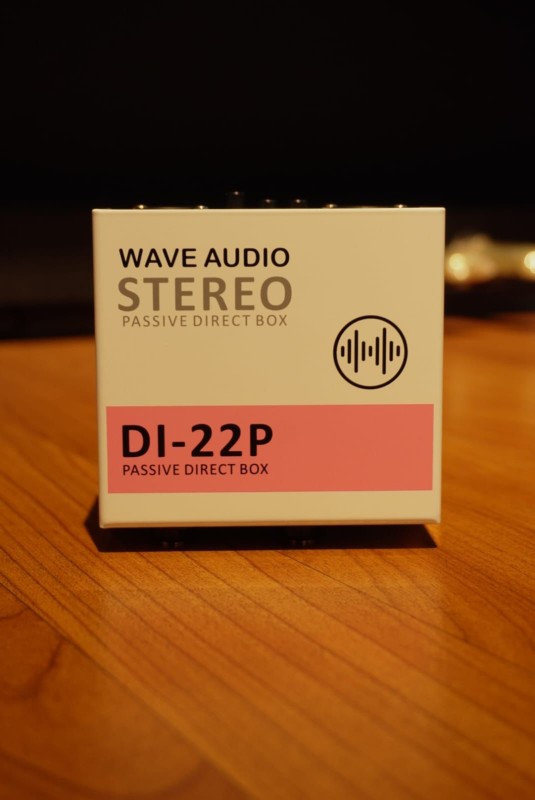 WAVE AUDIO
STEREO
PASSIVE DIRECT BOX
DI-22P
PASSIVE DIRECT BOX